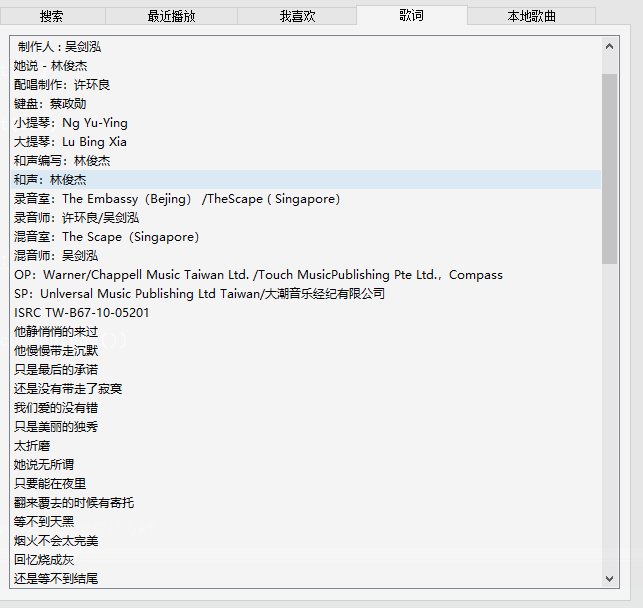 搜索 最近播放 我喜欢 歌词 本地歌曲
制作人 : 吴剑泓
她说 - 林俊杰
配唱制作：许环良
键盘：蔡政勋
小提琴：Ng Yu-Ying
大提琴：Lu Bing Xia
和声编写：林俊杰
和声：林俊杰
录音室：The Embassy（Bejing） /TheScape ( Singapore）
录音师：许环良/吴剑泓
混音室：The Scape（Singapore）
混音师：吴剑泓
OP：Warner/Chappell Music Taiwan Ltd. /Touch MusicPublishing Pte Ltd.，Compass
SP：Unlversal Music Publishing Ltd Taiwan/大潮音乐经纪有限公司
ISRC TW-B67-10-05201
他静悄悄的来过
他慢慢带走沉默
只是最后的承诺
还是没有带走了寂寞
我们爱的没有错
只是美丽的独秀
太折磨
她说无所谓
只要能在夜里
翻来覆去的时候有寄托
等不到天黑
烟火不会太完美
回忆烧成灰
还是等不到结尾